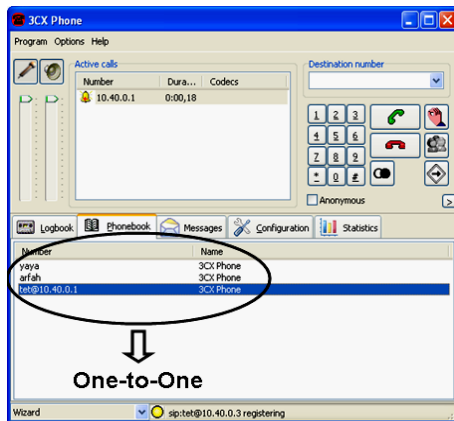 3CX Phone
Program Options Help
Active calls
Number Dura... Codecs
10.40.0.1 0:00,18
Destination number
1 2 3
4 5 6
7 8 9
* 0 #
Anonymous
>
Logbook Phonebook Messages Configuration Statistics
Number Name
yaya 3CX Phone
arfah 3CX Phone
tet@10.40.0.1 3CX Phone
One-to-One
Wizard sip:tet@10.40.0.3 registering